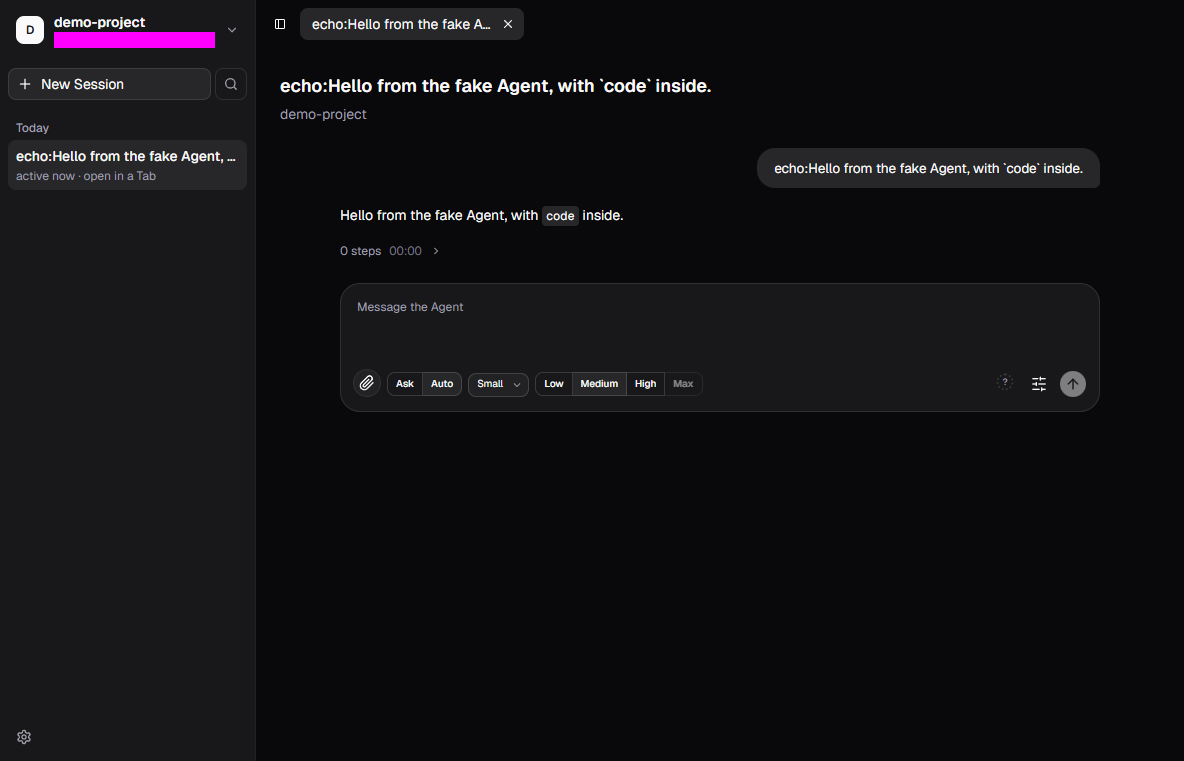 D
demo-project
echo:Hello from the fake A...
New Session
Today
echo:Hello from the fake Agent, ...
active now · open in a Tab
echo:Hello from the fake Agent, with `code` inside.
demo-project
echo:Hello from the fake Agent, with `code` inside.
Hello from the fake Agent, with code inside.
0 steps 00:00
Message the Agent
Ask Auto Small Low Medium High Max ?